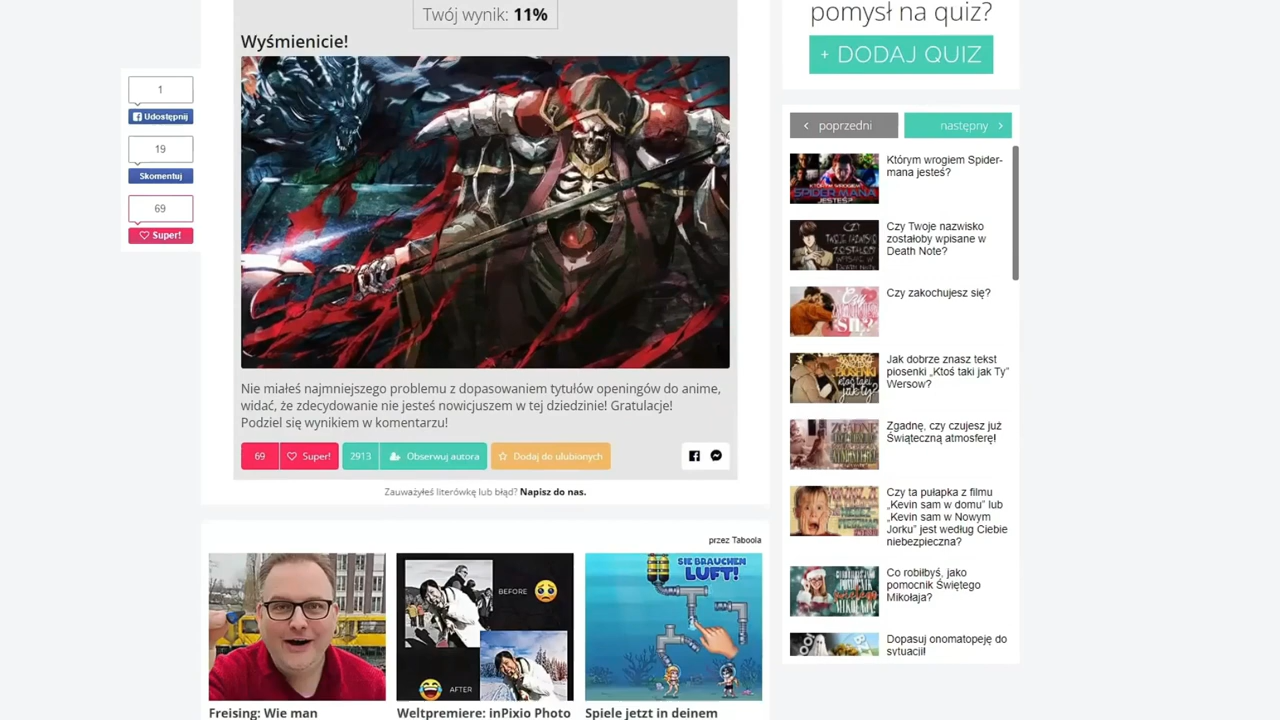 Twój wynik: 11%
Wyśmienicie!
Nie miałeś najmniejszego problemu z dopasowaniem tytułów openingów do anime,
widać, że zdecydowanie nie jesteś nowicjuszem w tej dziedzinie! Gratulacje!
Podziel się wynikiem w komentarzu!
69 Super! 2913 Obserwuj autora Dodaj do ulubionych
Zauważyłeś literówkę lub błąd? Napisz do nas.
1
Udostępnij
19
Skomentuj
69
Super!
przez Taboola
BEFORE
AFTER
SIE BRAUCHEN
LUFT!
Freising: Wie man
Weltpremiere: inPixio Photo
Spiele jetzt in deinem
pomysł na quiz?
+ DODAJ QUIZ
poprzedni
następny
Którym wrogiem Spider-
mana jesteś?
Czy Twoje nazwisko
zostałoby wpisane w
Death Note?
Czy zakochujesz się?
Jak dobrze znasz tekst
piosenki „Ktoś taki jak Ty”
Wersow?
Zgadnę, czy czujesz już
Świąteczną atmosferę!
Czy ta pułapka z filmu
„Kevin sam w domu” lub
„Kevin sam w Nowym
Jorku” jest według Ciebie
niebezpieczna?
Co robiłbyś, jako
pomocnik Świętego
Mikołaja?
Dopasuj onomatopeję do
sytuacji!